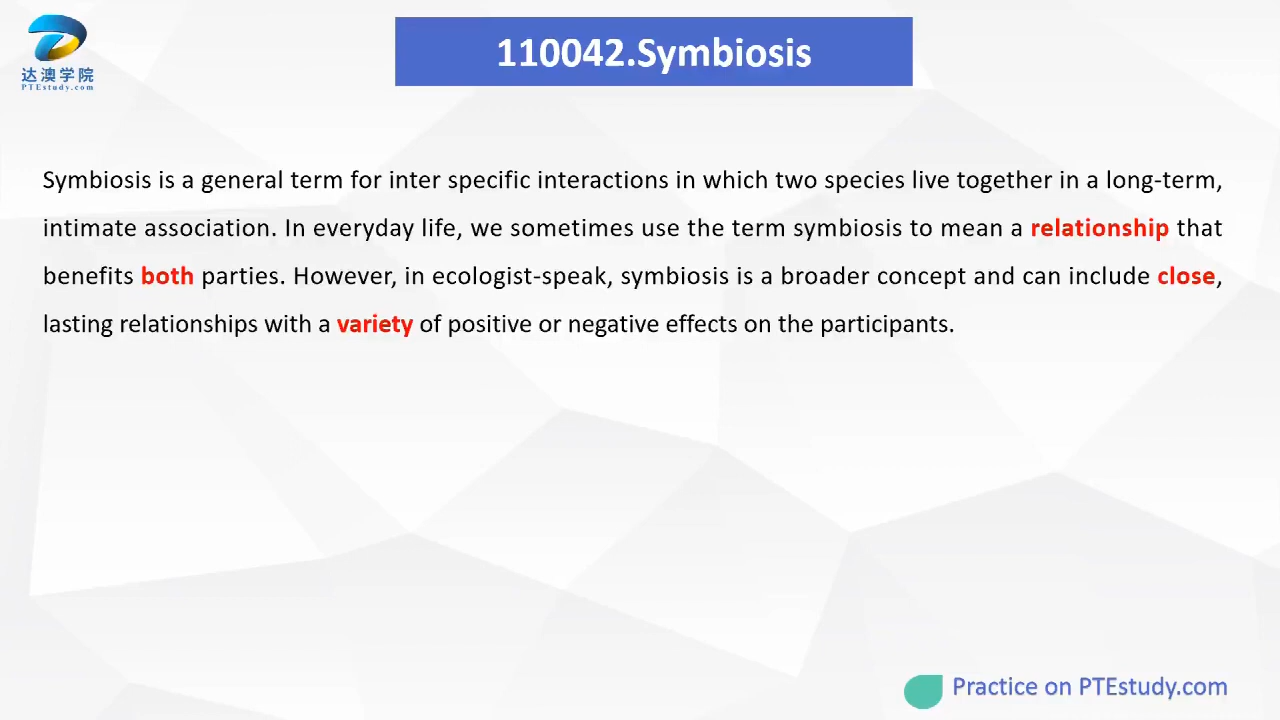 达澳学院
PTEstudy.com
110042.Symbiosis
Symbiosis is a general term for inter specific interactions in which two species live together in a long-term,
intimate association. In everyday life, we sometimes use the term symbiosis to mean a relationship that
benefits both parties. However, in ecologist-speak, symbiosis is a broader concept and can include close,
lasting relationships with a variety of positive or negative effects on the participants.
Practice on PTEstudy.com